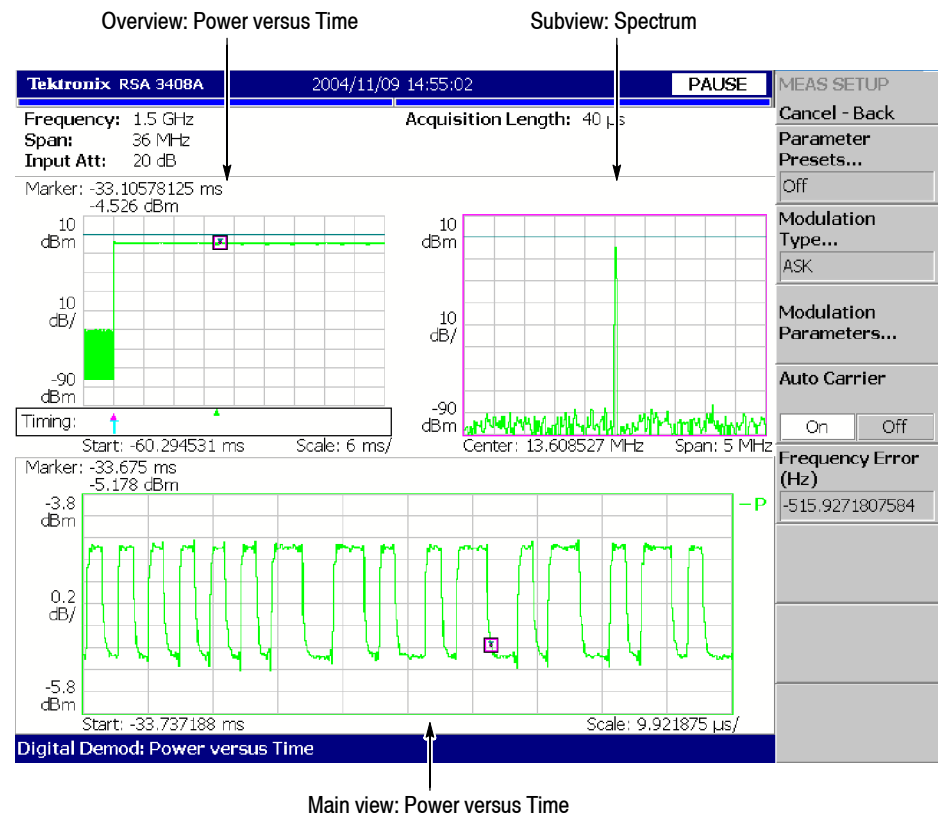 Overview: Power versus Time
Subview: Spectrum
Tektronix RSA 3408A 2004/11/09 14:55:02 PAUSE
Frequency: 1.5 GHz
Span: 36 MHz
Input Att: 20 dB
Acquisition Length: 40 µs
Marker: -33.10578125 ms
-4.526 dBm
10
dBm
10
dB/
-90
dBm
Timing:
Start: -60.294531 ms Scale: 6 ms/
10
dBm
10
dB/
-90
dBm
Center: 13.608527 MHz Span: 5 MHz
Marker: -33.675 ms
-5.178 dBm
-3.8
dBm
0.2
dB/
-5.8
dBm
P
Start: -33.737188 ms Scale: 9.921875 µs/
Digital Demod: Power versus Time
MEAS SETUP
Cancel - Back
Parameter
Presets...
Off
Modulation
Type...
ASK
Modulation
Parameters...
Auto Carrier
On Off
Frequency Error
(Hz)
-515.9271807584
Main view: Power versus Time